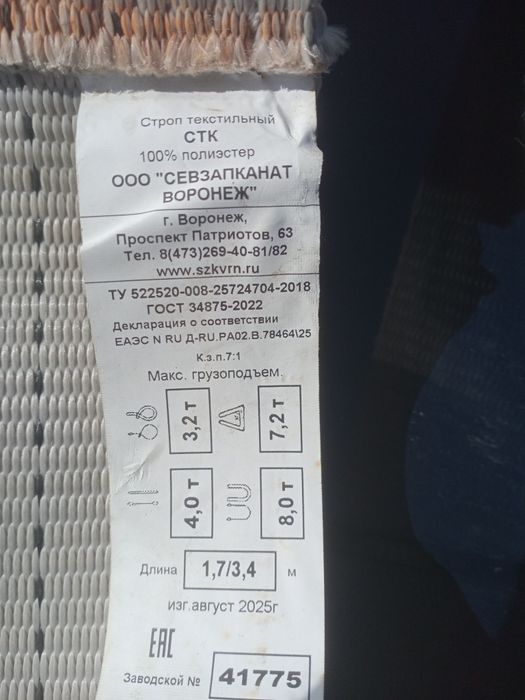 Строп текстильный
СТК
100% полиэстер
ООО "СЕВЗАПКАНАТ
ВОРОНЕЖ"
г. Воронеж,
Проспект Патриотов, 63
Тел. 8(473)269-40-81/82
www.szkvrn.ru
ТУ 522520-008-25724704-2018
ГОСТ 34875-2022
Декларация о соответствии
ЕАЭС N RU Д-RU.РА02.В.78464\25
К.з.п.7:1
Макс. грузоподъем.
3,2 т
7,2 т
4,0 т
8,0 т
Длина 1,7/3,4 м
изг.август 2025г
ЕАС
Заводской № 41775